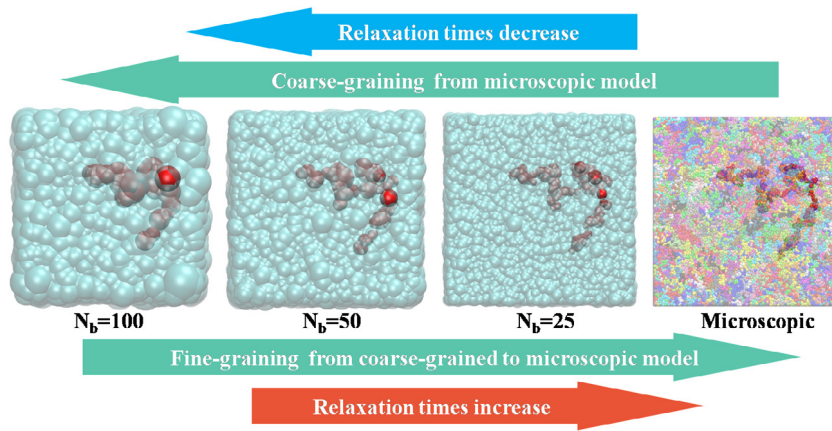 Relaxation times decrease
Coarse-graining from microscopic model
N_b=100 N_b=50 N_b=25 Microscopic
Fine-graining from coarse-grained to microscopic model
Relaxation times increase